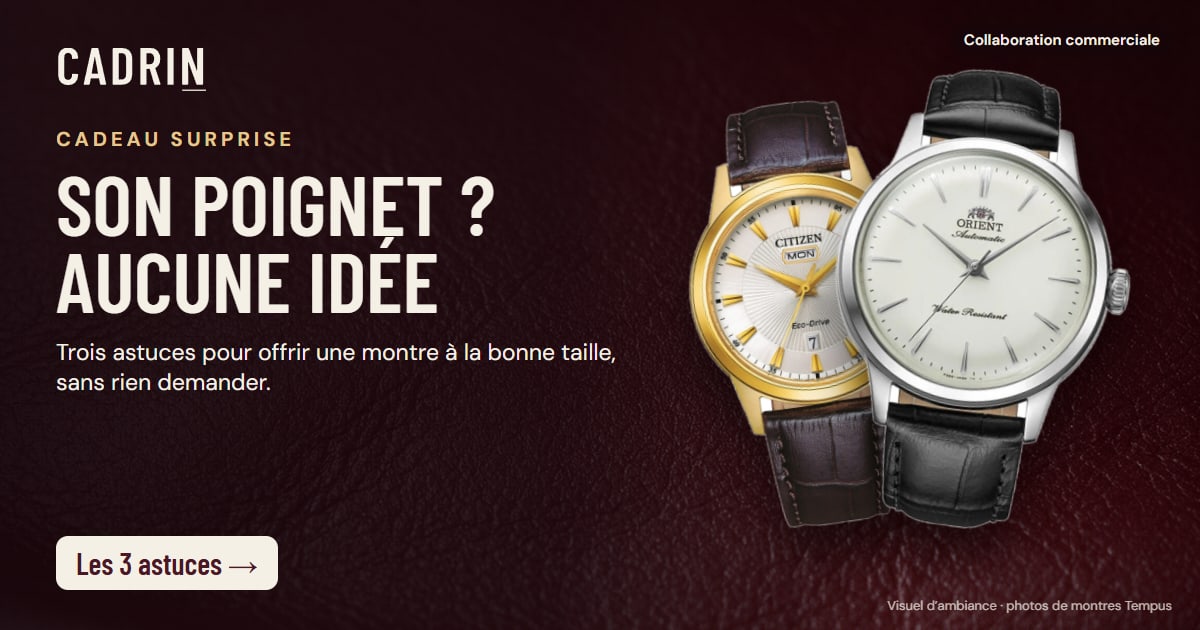 CADRIN
Collaboration commerciale
CADEAU SURPRISE
SON POIGNET ?
AUCUNE IDÉE
Trois astuces pour offrir une montre à la bonne taille,
sans rien demander.
CITIZEN
MON
Eco-Drive
7
ORIENT
Automatic
Water Resistant
Les 3 astuces →
Visuel d'ambiance · photos de montres Tempus